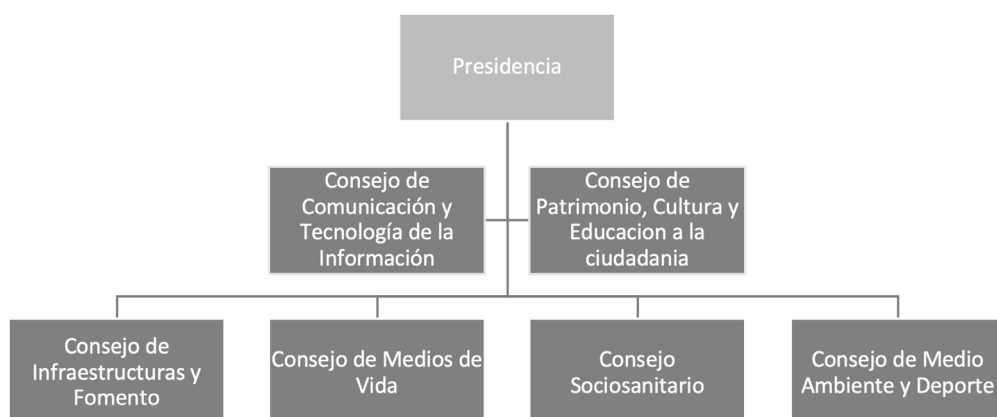 Presidencia
Consejo de
Comunicación y
Tecnología de la
Información
Consejo de
Patrimonio, Cultura y
Educacion a la
ciudadania
Consejo de
Infraestructuras y
Fomento
Consejo de Medios de
Vida
Consejo
Sociosanitario
Consejo de Medio
Ambiente y Deporte